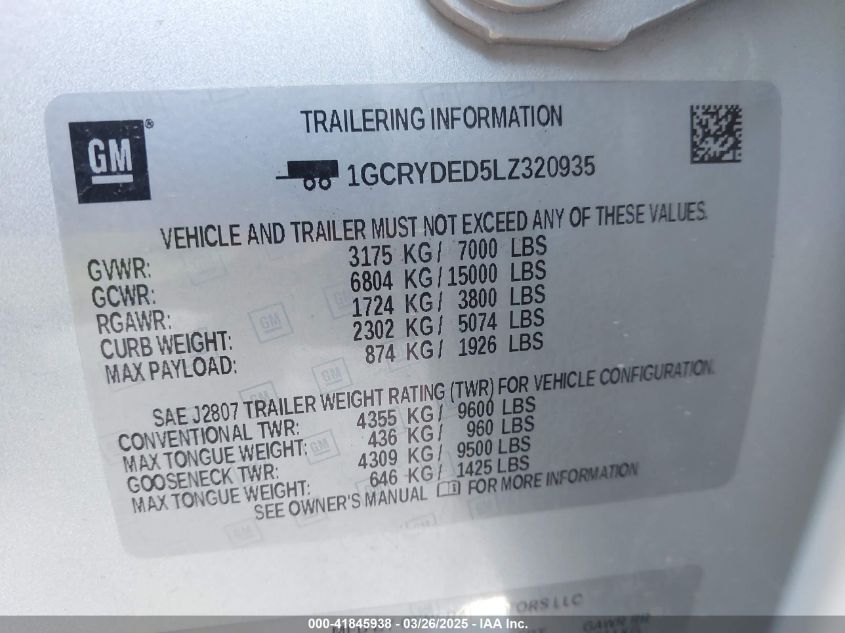 GM®
TRAILERING INFORMATION
1GCRYDED5LZ320935
VEHICLE AND TRAILER MUST NOT EXCEED ANY OF THESE VALUES.
GVWR: 3175 KG/ 7000 LBS
GCWR: 6804 KG/15000 LBS
RGAWR: 1724 KG/ 3800 LBS
CURB WEIGHT: 2302 KG/ 5074 LBS
MAX PAYLOAD: 874 KG/ 1926 LBS
SAE J2807 TRAILER WEIGHT RATING (TWR) FOR VEHICLE CONFIGURATION.
CONVENTIONAL TWR: 4355 KG/ 9600 LBS
MAX TONGUE WEIGHT: 436 KG/ 960 LBS
GOOSENECK TWR: 4309 KG/ 9500 LBS
MAX TONGUE WEIGHT: 646 KG/ 1425 LBS
SEE OWNER'S MANUAL FOR MORE INFORMATION
ORS LLC
GAWR RR
000-41845938 - 03/26/2025 - IAA Inc.